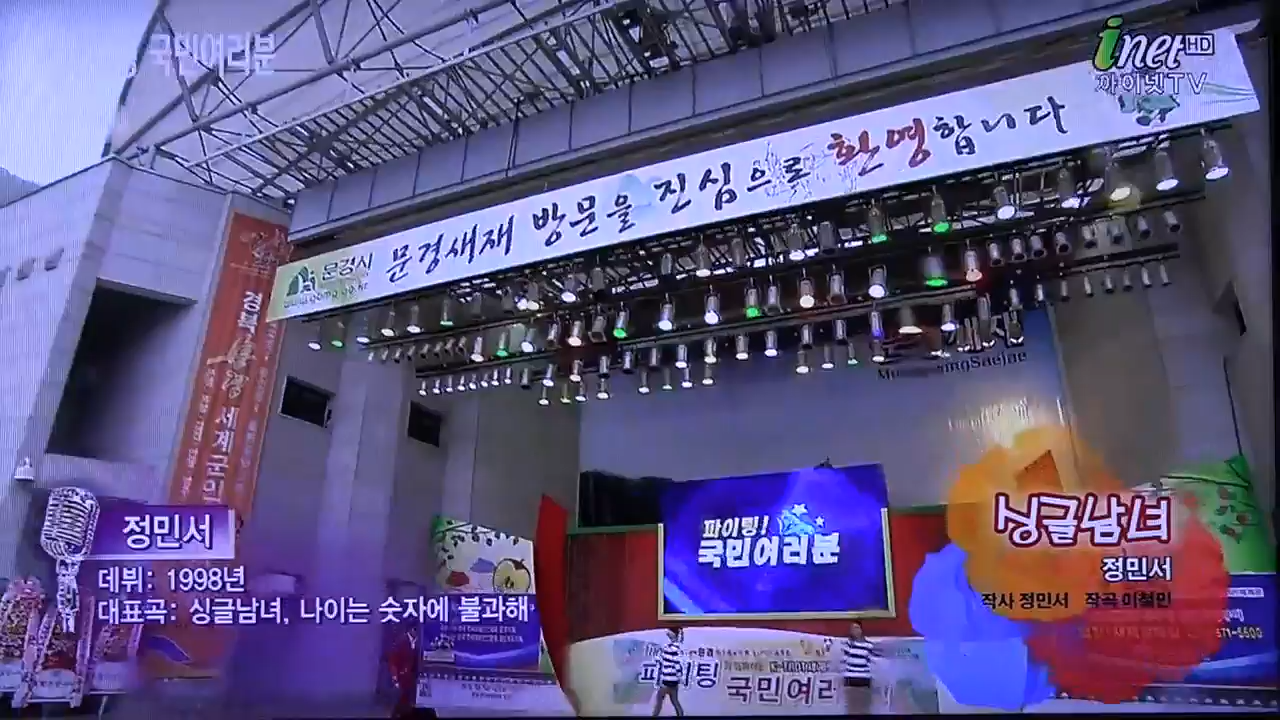 국민여러분
inet HD
아이넷TV
문경시
문경새재 방문을 진심으로 환영합니다
경북
세계군인
파이팅!
국민여러분
싱글남녀
정민서
작사 정민서 작곡 이철민
정민서
데뷔: 1998년
대표곡: 싱글남녀, 나이는 숫자에 불과해
파이팅
국민여러